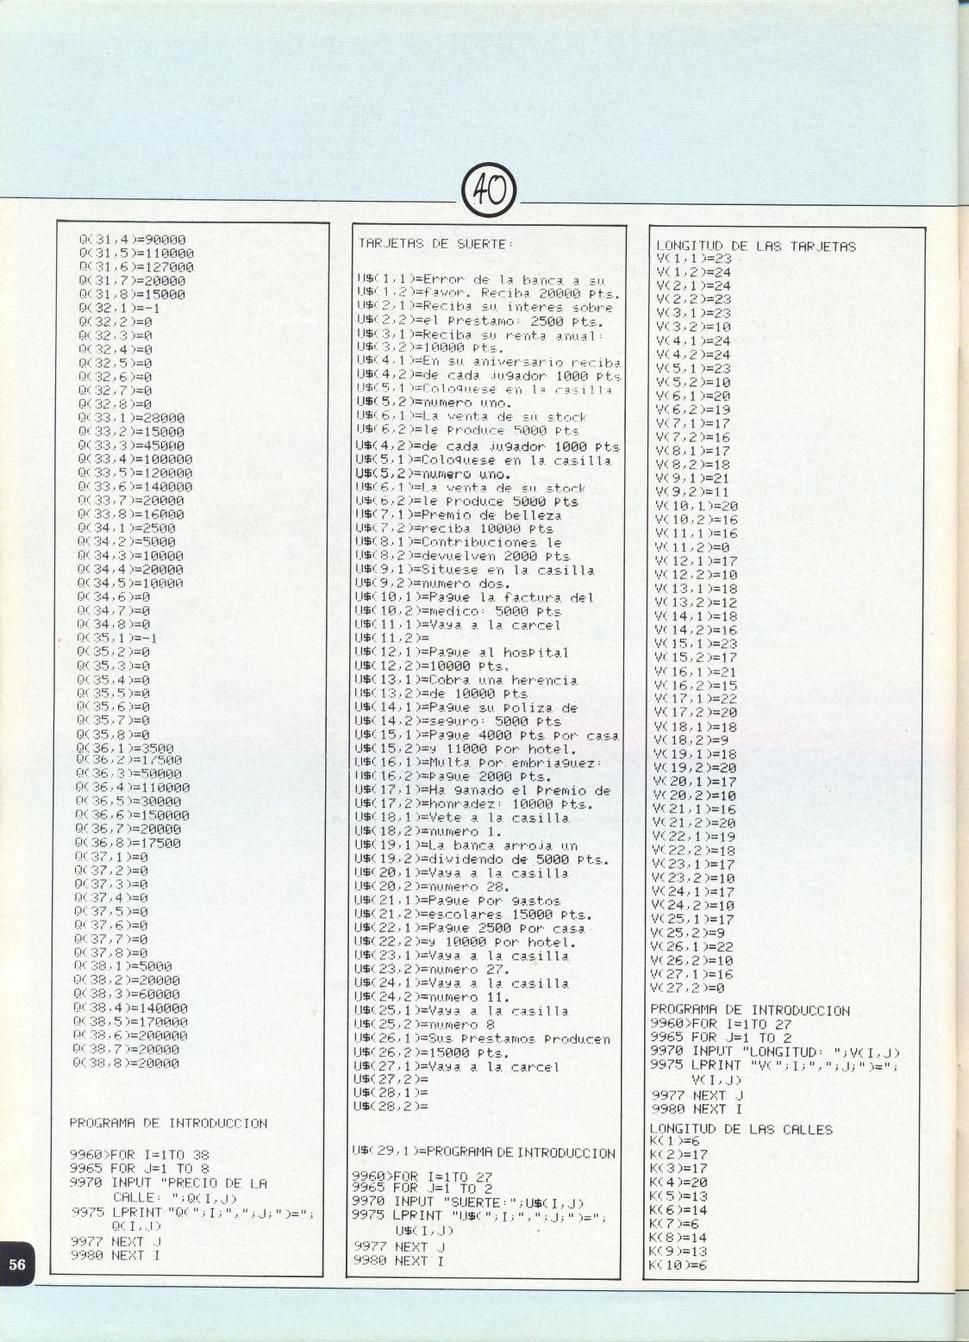 40
Q(31,4)=90000
Q(31,5)=110000
Q(31,6)=127000
Q(31,7)=20000
Q(31,8)=15000
Q(32,1)=-1
Q(32,2)=0
Q(32,3)=0
Q(32,4)=0
Q(32,5)=0
Q(32,6)=0
Q(32,7)=0
Q(32,8)=0
Q(33,1)=28000
Q(33,2)=15000
Q(33,3)=45000
Q(33,4)=100000
Q(33,5)=120000
Q(33,6)=140000
Q(33,7)=20000
Q(33,8)=16000
Q(34,1)=2500
Q(34,2)=5000
Q(34,3)=10000
Q(34,4)=20000
Q(34,5)=10000
Q(34,6)=0
Q(34,7)=0
Q(34,8)=0
Q(35,1)=-1
Q(35,2)=0
Q(35,3)=0
Q(35,4)=0
Q(35,5)=0
Q(35,6)=0
Q(35,7)=0
Q(35,8)=0
Q(36,1)=3500
Q(36,2)=17500
Q(36,3)=50000
Q(36,4)=110000
Q(36,5)=30000
Q(36,6)=150000
Q(36,7)=20000
Q(36,8)=17500
Q(37,1)=0
Q(37,2)=0
Q(37,3)=0
Q(37,4)=0
Q(37,5)=0
Q(37,6)=0
Q(37,7)=0
Q(37,8)=0
Q(38,1)=5000
Q(38,2)=20000
Q(38,3)=60000
Q(38,4)=140000
Q(38,5)=170000
Q(38,6)=200000
Q(38,7)=20000
Q(38,8)=20000
PROGRAMA DE INTRODUCCION
9960>FOR I=1TO 38
9965 FOR J=1 TO 8
9970 INPUT "PRECIO DE LA
CALLE: ";Q(I,J)
9975 LPRINT "Q(";I;",";J;")=";
Q(I,J)
9977 NEXT J
9980 NEXT I
TARJETAS DE SUERTE:
U$(1,1)=Error de la banca a su
U$(1,2)=favor. Reciba 20000 Pts.
U$(2,1)=Reciba su interes sobre
U$(2,2)=el Prestamo: 2500 Pts.
U$(3,1)=Reciba su renta anual:
U$(3,2)=10000 Pts.
U$(4,1)=En su aniversario reciba
U$(4,2)=de cada jugador 1000 Pts
U$(5,1)=Coloquese en la casilla
U$(5,2)=numero uno.
U$(6,1)=La venta de su stock
U$(6,2)=le Produce 5000 Pts
U$(4,2)=de cada jugador 1000 Pts
U$(5,1)=Coloquese en la casilla
U$(5,2)=numero uno.
U$(6,1)=La venta de su stock
U$(6,2)=le Produce 5000 Pts
U$(7,1)=Premio de belleza
U$(7,2)=reciba 10000 Pts.
U$(8,1)=Contribuciones le
U$(8,2)=devuelven 2000 Pts
U$(9,1)=Situese en la casilla
U$(9,2)=numero dos.
U$(10,1)=Pague la factura del
U$(10,2)=medico: 5000 Pts
U$(11,1)=Vaya a la carcel
U$(11,2)=
U$(12,1)=Pague al hosPital
U$(12,2)=10000 Pts.
U$(13,1)=Cobra una herencia
U$(13,2)=de 10000 Pts
U$(14,1)=Pague su Poliza de
U$(14,2)=seguro: 5000 Pts
U$(15,1)=Pague 4000 Pts Por casa
U$(15,2)=y 11000 Por hotel.
U$(16,1)=Multa Por embriaguez:
U$(16,2)=Pague 2000 Pts.
U$(17,1)=Ha ganado el Premio de
U$(17,2)=honradez: 10000 Pts.
U$(18,1)=Vete a la casilla
U$(18,2)=numero 1.
U$(19,1)=La banca arroja un
U$(19,2)=dividendo de 5000 Pts.
U$(20,1)=Vaya a la casilla
U$(20,2)=numero 28.
U$(21,1)=Pague Por gastos
U$(21,2)=escolares 15000 Pts.
U$(22,1)=Pague 2500 Por casa
U$(22,2)=y 10000 Por hotel.
U$(23,1)=Vaya a la casilla
U$(23,2)=numero 27.
U$(24,1)=Vaya a la casilla
U$(24,2)=numero 11.
U$(25,1)=Vaya a la casilla
U$(25,2)=numero 8
U$(26,1)=Sus Prestamos Producen
U$(26,2)=15000 Pts.
U$(27,1)=Vaya a la carcel
U$(27,2)=
U$(28,1)=
U$(28,2)=
U$(29,1)=PROGRAMA DE INTRODUCCION
9960>FOR I=1TO 27
9965 FOR J=1 TO 2
9970 INPUT "SUERTE:";U$(I,J)
9975 LPRINT "U$(";I;",";J;")=";
U$(I,J)
9977 NEXT J
9980 NEXT I
LONGITUD DE LAS TARJETAS
V(1,1)=23
V(1,2)=24
V(2,1)=24
V(2,2)=23
V(3,1)=23
V(3,2)=10
V(4,1)=24
V(4,2)=24
V(5,1)=23
V(5,2)=10
V(6,1)=20
V(6,2)=19
V(7,1)=17
V(7,2)=16
V(8,1)=17
V(8,2)=18
V(9,1)=21
V(9,2)=11
V(10,1)=20
V(10,2)=16
V(11,1)=16
V(11,2)=0
V(12,1)=17
V(12,2)=10
V(13,1)=18
V(13,2)=12
V(14,1)=18
V(14,2)=16
V(15,1)=23
V(15,2)=17
V(16,1)=21
V(16,2)=15
V(17,1)=22
V(17,2)=20
V(18,1)=18
V(18,2)=9
V(19,1)=18
V(19,2)=20
V(20,1)=17
V(20,2)=10
V(21,1)=16
V(21,2)=20
V(22,1)=19
V(22,2)=18
V(23,1)=17
V(23,2)=10
V(24,1)=17
V(24,2)=10
V(25,1)=17
V(25,2)=9
V(26,1)=22
V(26,2)=10
V(27,1)=16
V(27,2)=0
PROGRAMA DE INTRODUCCION
9960>FOR I=1TO 27
9965 FOR J=1 TO 2
9970 INPUT "LONGITUD: ";V(I,J)
9975 LPRINT "V(";I;",";J;")=";
V(I,J)
9977 NEXT J
9980 NEXT I
LONGITUD DE LAS CALLES
K(1)=6
K(2)=17
K(3)=17
K(4)=20
K(5)=13
K(6)=14
K(7)=6
K(8)=14
K(9)=13
K(10)=6
56